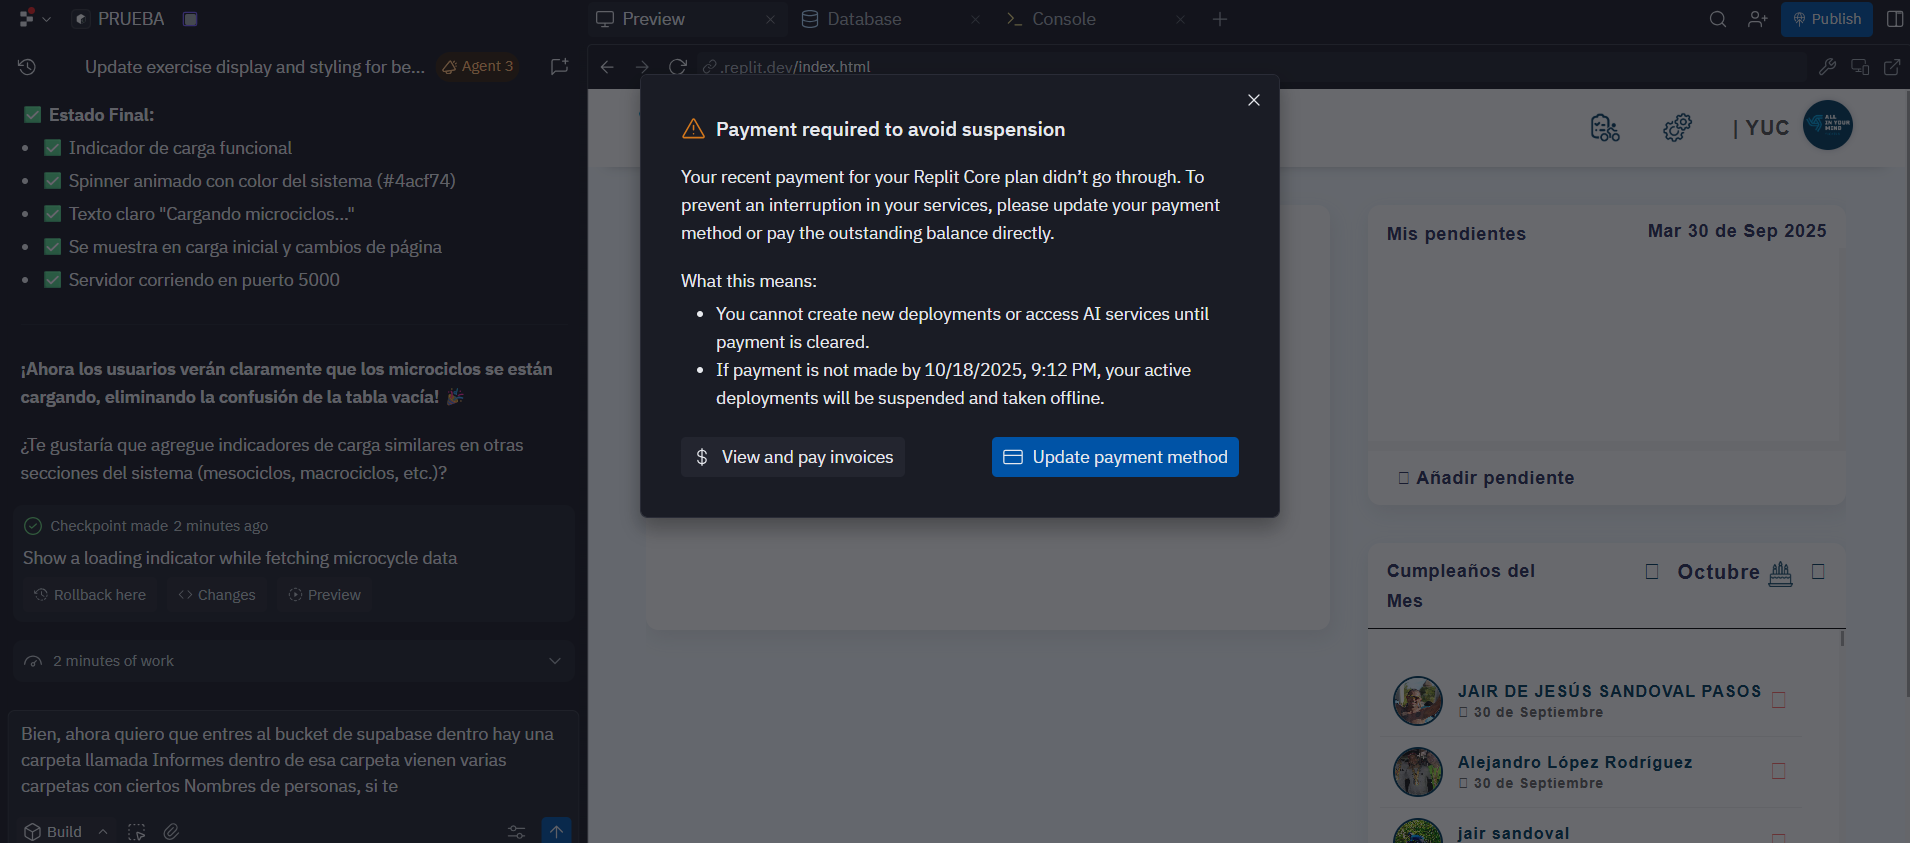 PRUEBA
Preview
Database
Console
Publish
Update exercise display and styling for be...
Agent 3
.replit.dev/index.html
✅ Estado Final:
• ✅ Indicador de carga funcional
• ✅ Spinner animado con color del sistema (#4acf74)
• ✅ Texto claro "Cargando microciclos..."
• ✅ Se muestra en carga inicial y cambios de página
• ✅ Servidor corriendo en puerto 5000
¡Ahora los usuarios verán claramente que los microciclos se están
cargando, eliminando la confusión de la tabla vacía! 🎉
¿Te gustaría que agregue indicadores de carga similares en otras
secciones del sistema (mesociclos, macrociclos, etc.)?
Checkpoint made 2 minutes ago
Show a loading indicator while fetching microcycle data
Rollback here
Changes
Preview
2 minutes of work
Bien, ahora quiero que entres al bucket de supabase dentro hay una
carpeta llamada Informes dentro de esa carpeta vienen varias
carpetas con ciertos Nombres de personas, si te
Build
Payment required to avoid suspension
Your recent payment for your Replit Core plan didn’t go through. To
prevent an interruption in your services, please update your payment
method or pay the outstanding balance directly.
What this means:
• You cannot create new deployments or access AI services until
payment is cleared.
• If payment is not made by 10/18/2025, 9:12 PM, your active
deployments will be suspended and taken offline.
$ View and pay invoices
Update payment method
| YUC
ALL
IN YOUR
MIND
Mis pendientes
Mar 30 de Sep 2025
Añadir pendiente
Cumpleaños del
Mes
Octubre
JAIR DE JESÚS SANDOVAL PASOS
30 de Septiembre
Alejandro López Rodríguez
30 de Septiembre
jair sandoval